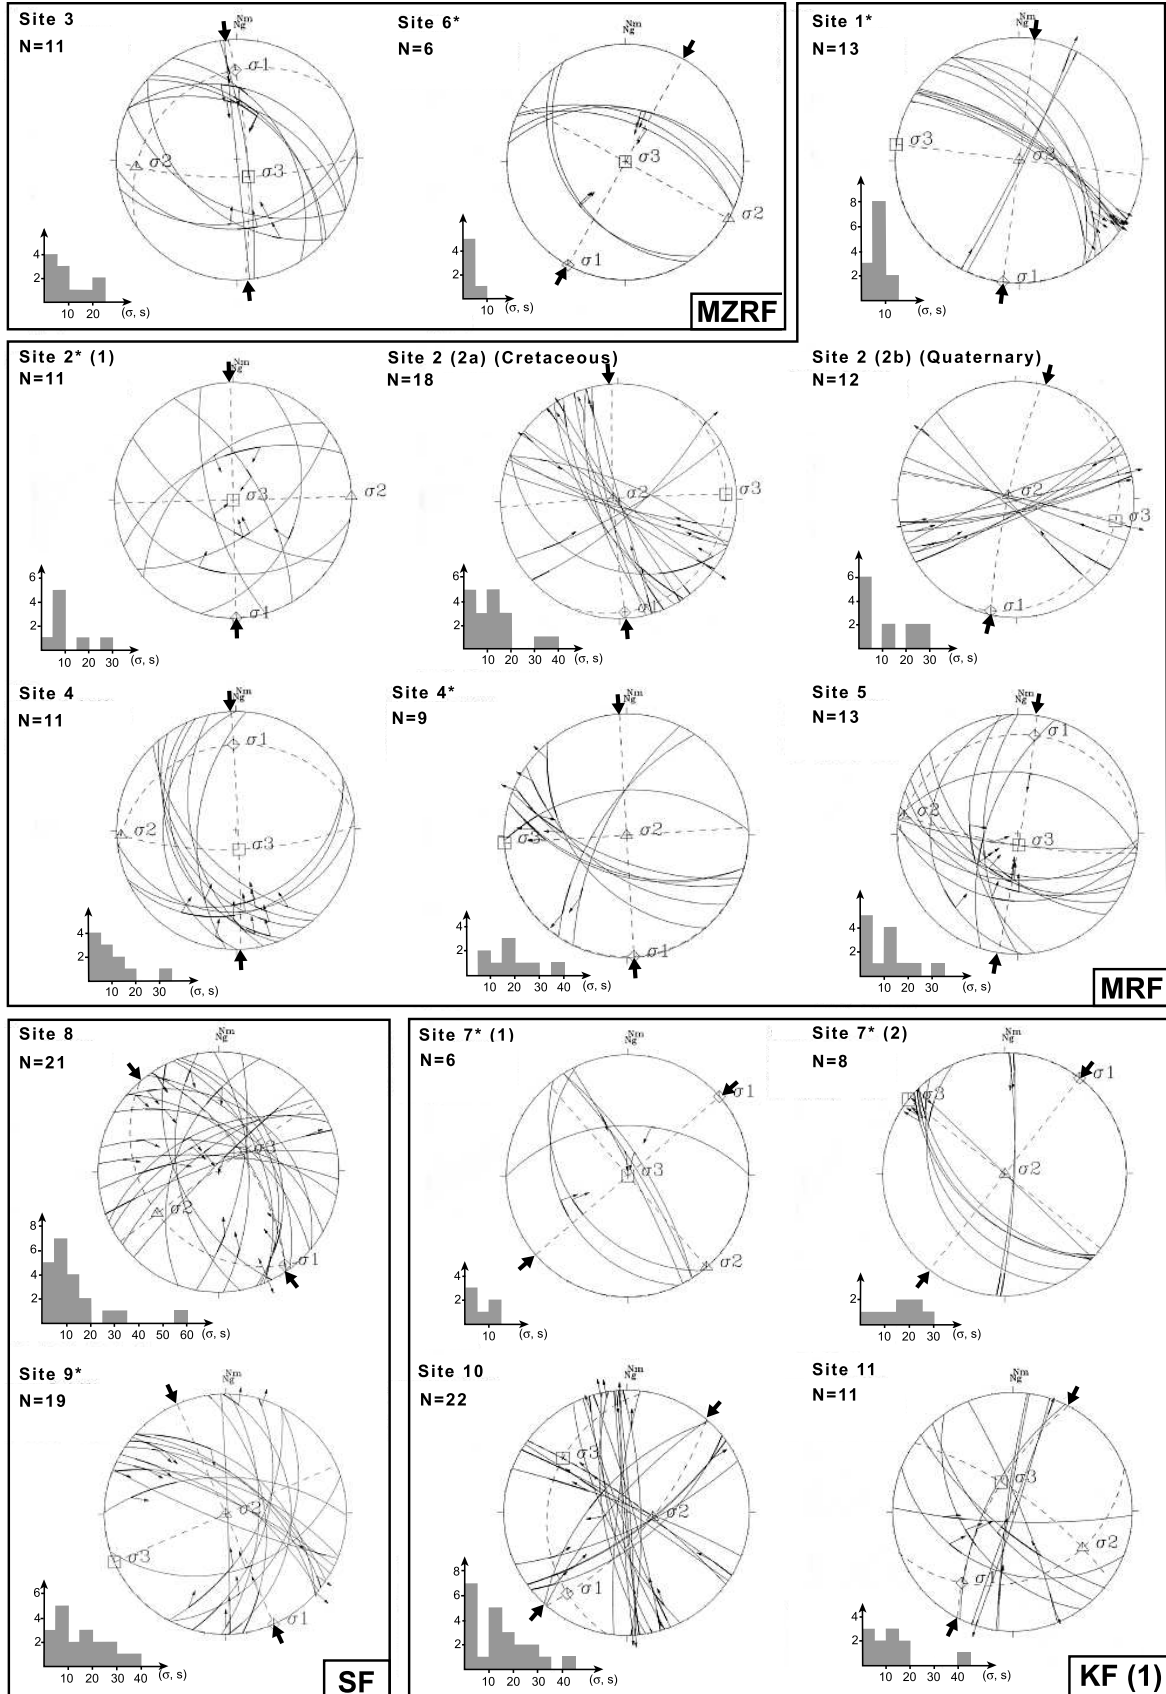 Site 3
N=11
Nm
Ng
σ1
σ3
σ3
4
2
10 20 (σ, s)
Site 6*
N=6
Nm
Ng
σ3
σ2
σ1
4
2
10 (σ, s)
MZRF
Site 1*
N=13
Nm
Ng
σ3
σ3
σ1
8
6
4
2
10 (σ, s)
Site 2* (1)
N=11
Nm
Ng
σ3
σ2
σ1
6
4
2
10 20 30 (σ, s)
Site 2 (2a) (Cretaceous)
N=18
Nm
Ng
σ2
σ3
σ1
6
4
2
10 20 30 40 (σ, s)
Site 2 (2b) (Quaternary)
N=12
Nm
Ng
σ2
σ3
σ1
6
4
2
10 20 30 (σ, s)
Site 4
N=11
Nm
Ng
σ1
σ2
σ3
4
2
10 20 30 (σ, s)
Site 4*
N=9
Nm
Ng
σ3
σ2
σ1
4
2
10 20 30 40 (σ, s)
Site 5
N=13
Nm
Ng
σ1
σ2
σ3
4
2
10 20 30 (σ, s)
MRF
Site 8
N=21
Nm
Ng
σ3
σ2
σ1
8
6
4
2
10 20 30 40 50 60 (σ, s)
Site 9*
N=19
Nm
Ng
σ2
σ3
σ1
6
4
2
10 20 30 40 (σ, s)
SF
Site 7* (1)
N=6
Nm
Ng
σ1
σ3
σ2
4
2
10 (σ, s)
Site 7* (2)
N=8
Nm
Ng
σ1
σ3
σ2
2
10 20 30 (σ, s)
Site 10
N=22
Nm
Ng
σ3
σ2
σ1
8
6
4
2
10 20 30 40 (σ, s)
Site 11
N=11
Nm
Ng
σ3
σ2
σ1
4
2
10 20 30 40 (σ, s)
KF (1)